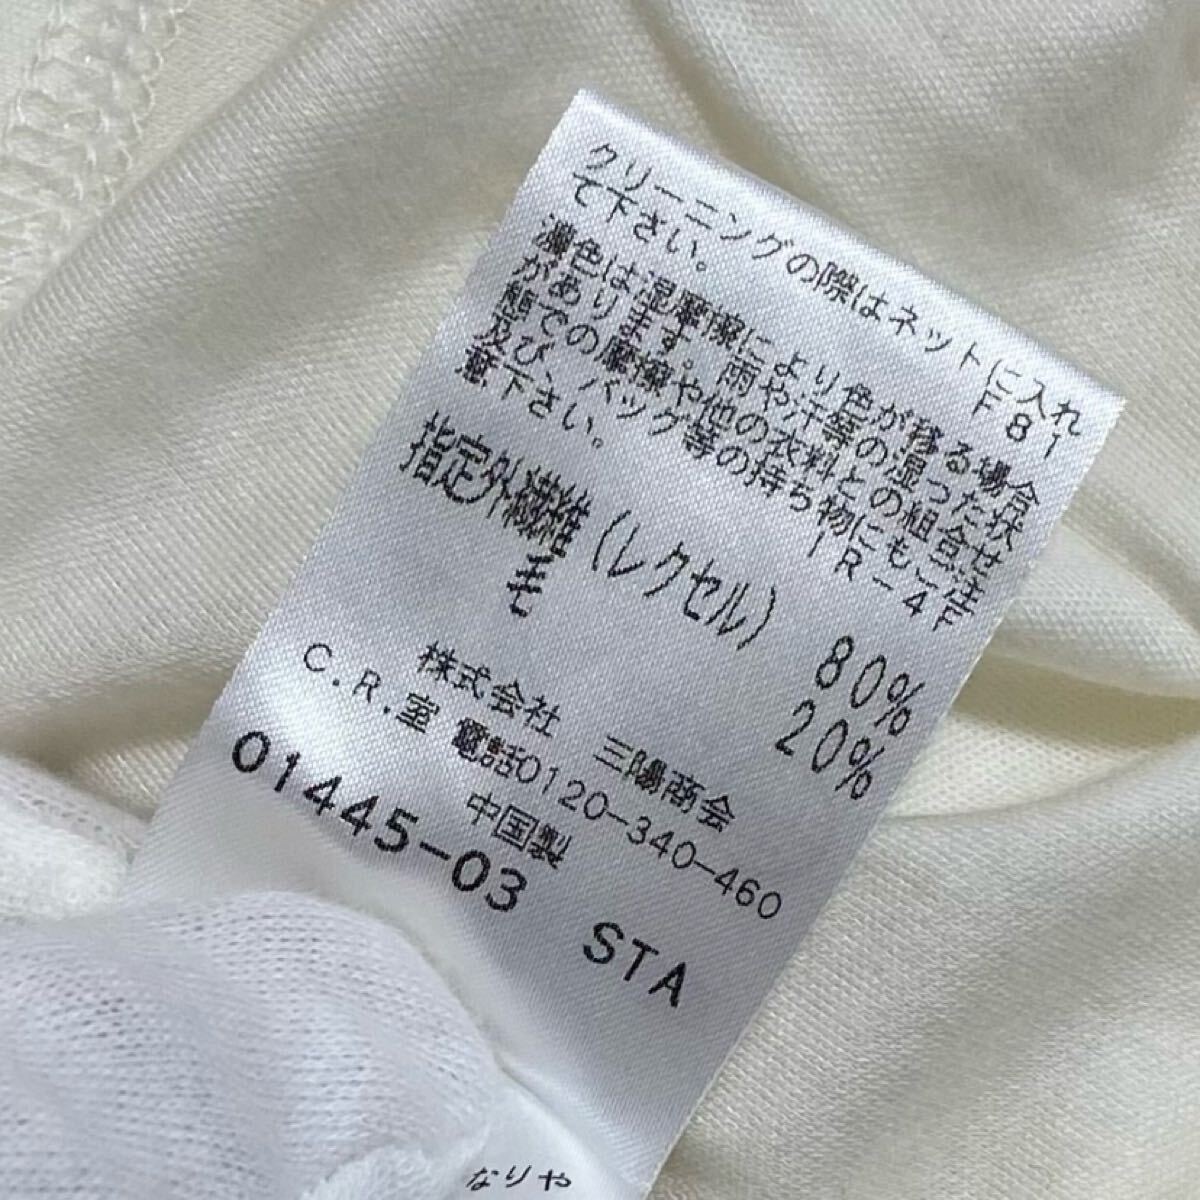 クリーニングの際はネットに入れ
て下さい。 F81
濃色は湿摩擦により色が移る場合
があります。雨や汗等の湿った状
態での摩擦や他の衣料との組合せ
及び、バッグ等の持ち物にもご注
意下さい。 IR-4F
指定外繊維(レクセル) 80%
毛 20%
株式会社 三陽商会
C.R.室 電話0120-340-460
中国製
01445-03 STA
なりや